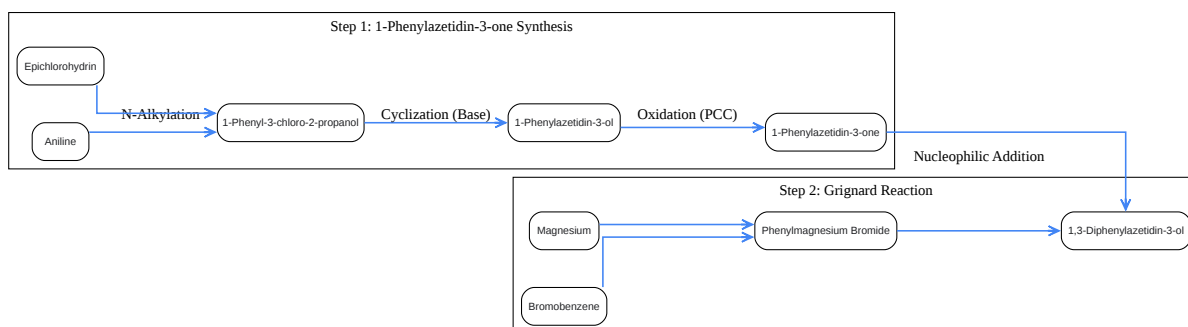 Step 1: 1-Phenylazetidin-3-one Synthesis
Epichlorohydrin
N-Alkylation
Aniline
1-Phenyl-3-chloro-2-propanol
Cyclization (Base)
1-Phenylazetidin-3-ol
Oxidation (PCC)
1-Phenylazetidin-3-one
Nucleophilic Addition
Step 2: Grignard Reaction
Magnesium
Phenylmagnesium Bromide
1,3-Diphenylazetidin-3-ol
Bromobenzene